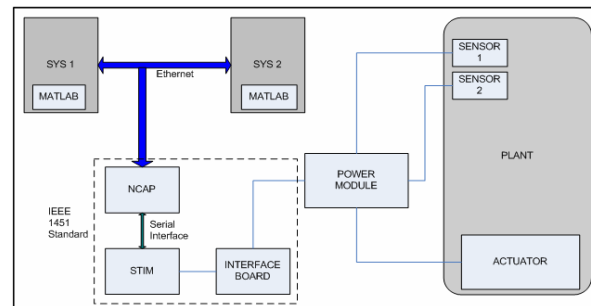 SYS 1
MATLAB
Ethernet
SYS 2
MATLAB
SENSOR
1
SENSOR
2
PLANT
POWER
MODULE
NCAP
IEEE
1451
Standard
Serial
Interface
STIM
INTERFACE
BOARD
ACTUATOR